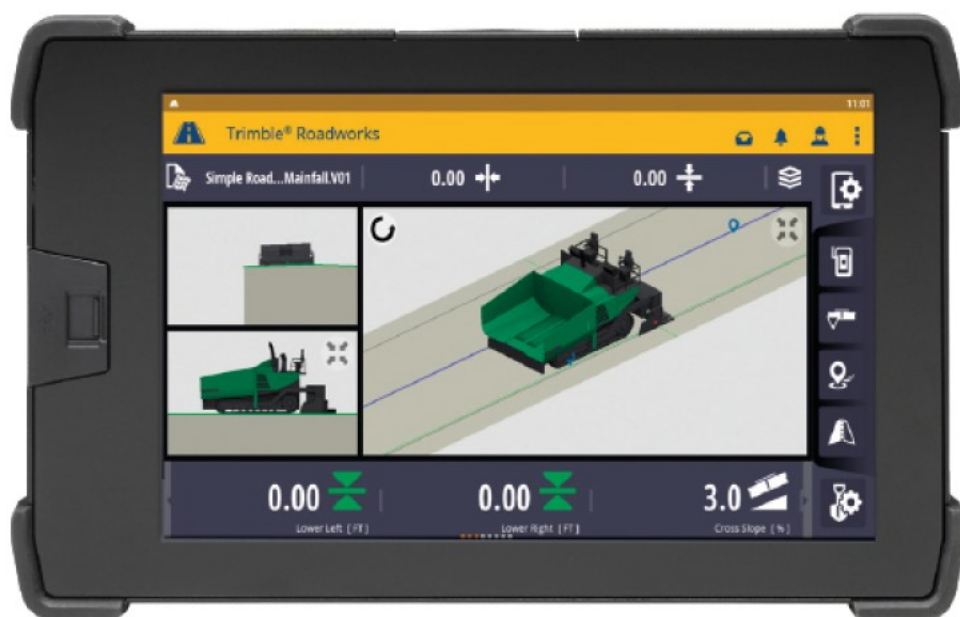 11:01
Trimble® Roadworks
Simple Road...Mainfall.V01
0.00
0.00
0.00
0.00
3.0
Lower Left [FT]
Lower Right [FT]
Cross Slope [%]